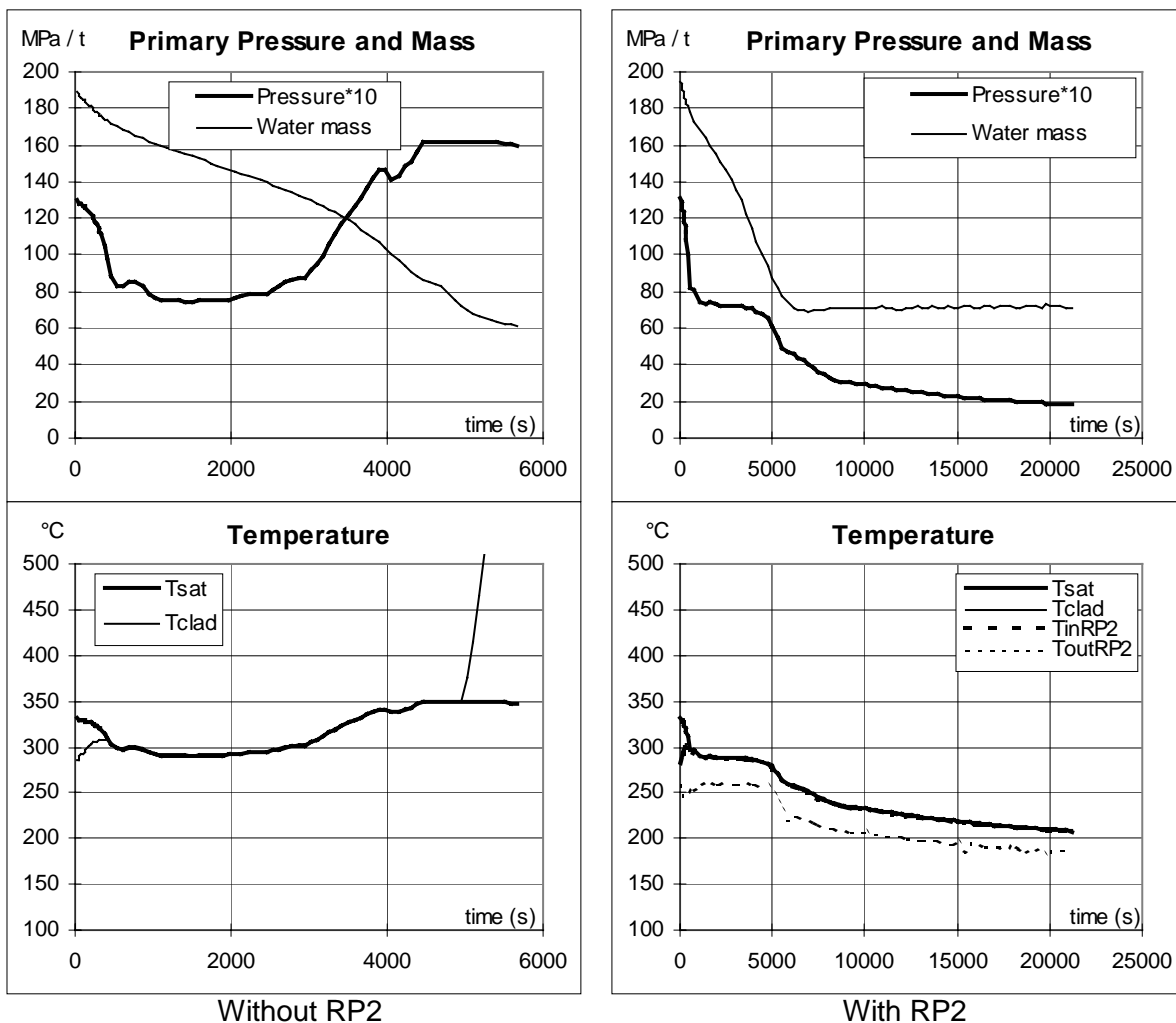 MPa / t Primary Pressure and Mass
200
180
160
140
120
100
80
60
40
20
0
Pressure*10
Water mass
time (s)
0 2000 4000 6000
MPa / t Primary Pressure and Mass
200
180
160
140
120
100
80
60
40
20
0
Pressure*10
Water mass
time (s)
0 5000 10000 15000 20000 25000
°C Temperature
500
450
400
350
300
250
200
150
100
Tsat
Tclad
time (s)
0 2000 4000 6000
Without RP2
°C Temperature
500
450
400
350
300
250
200
150
100
Tsat
Tclad
TinRP2
ToutRP2
time (s)
0 5000 10000 15000 20000 25000
With RP2